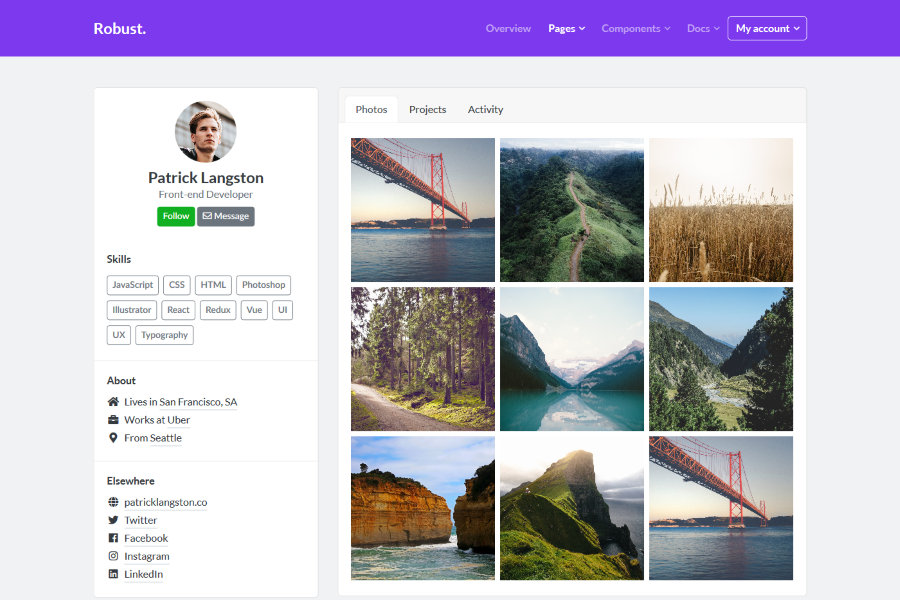 Robust.
Overview Pages Components Docs My account
Patrick Langston
Front-end Developer
Follow Message
Skills
JavaScript CSS HTML Photoshop
Illustrator React Redux Vue UI
UX Typography
About
Lives in San Francisco, SA
Works at Uber
From Seattle
Elsewhere
patricklangston.co
Twitter
Facebook
Instagram
LinkedIn
Photos Projects Activity